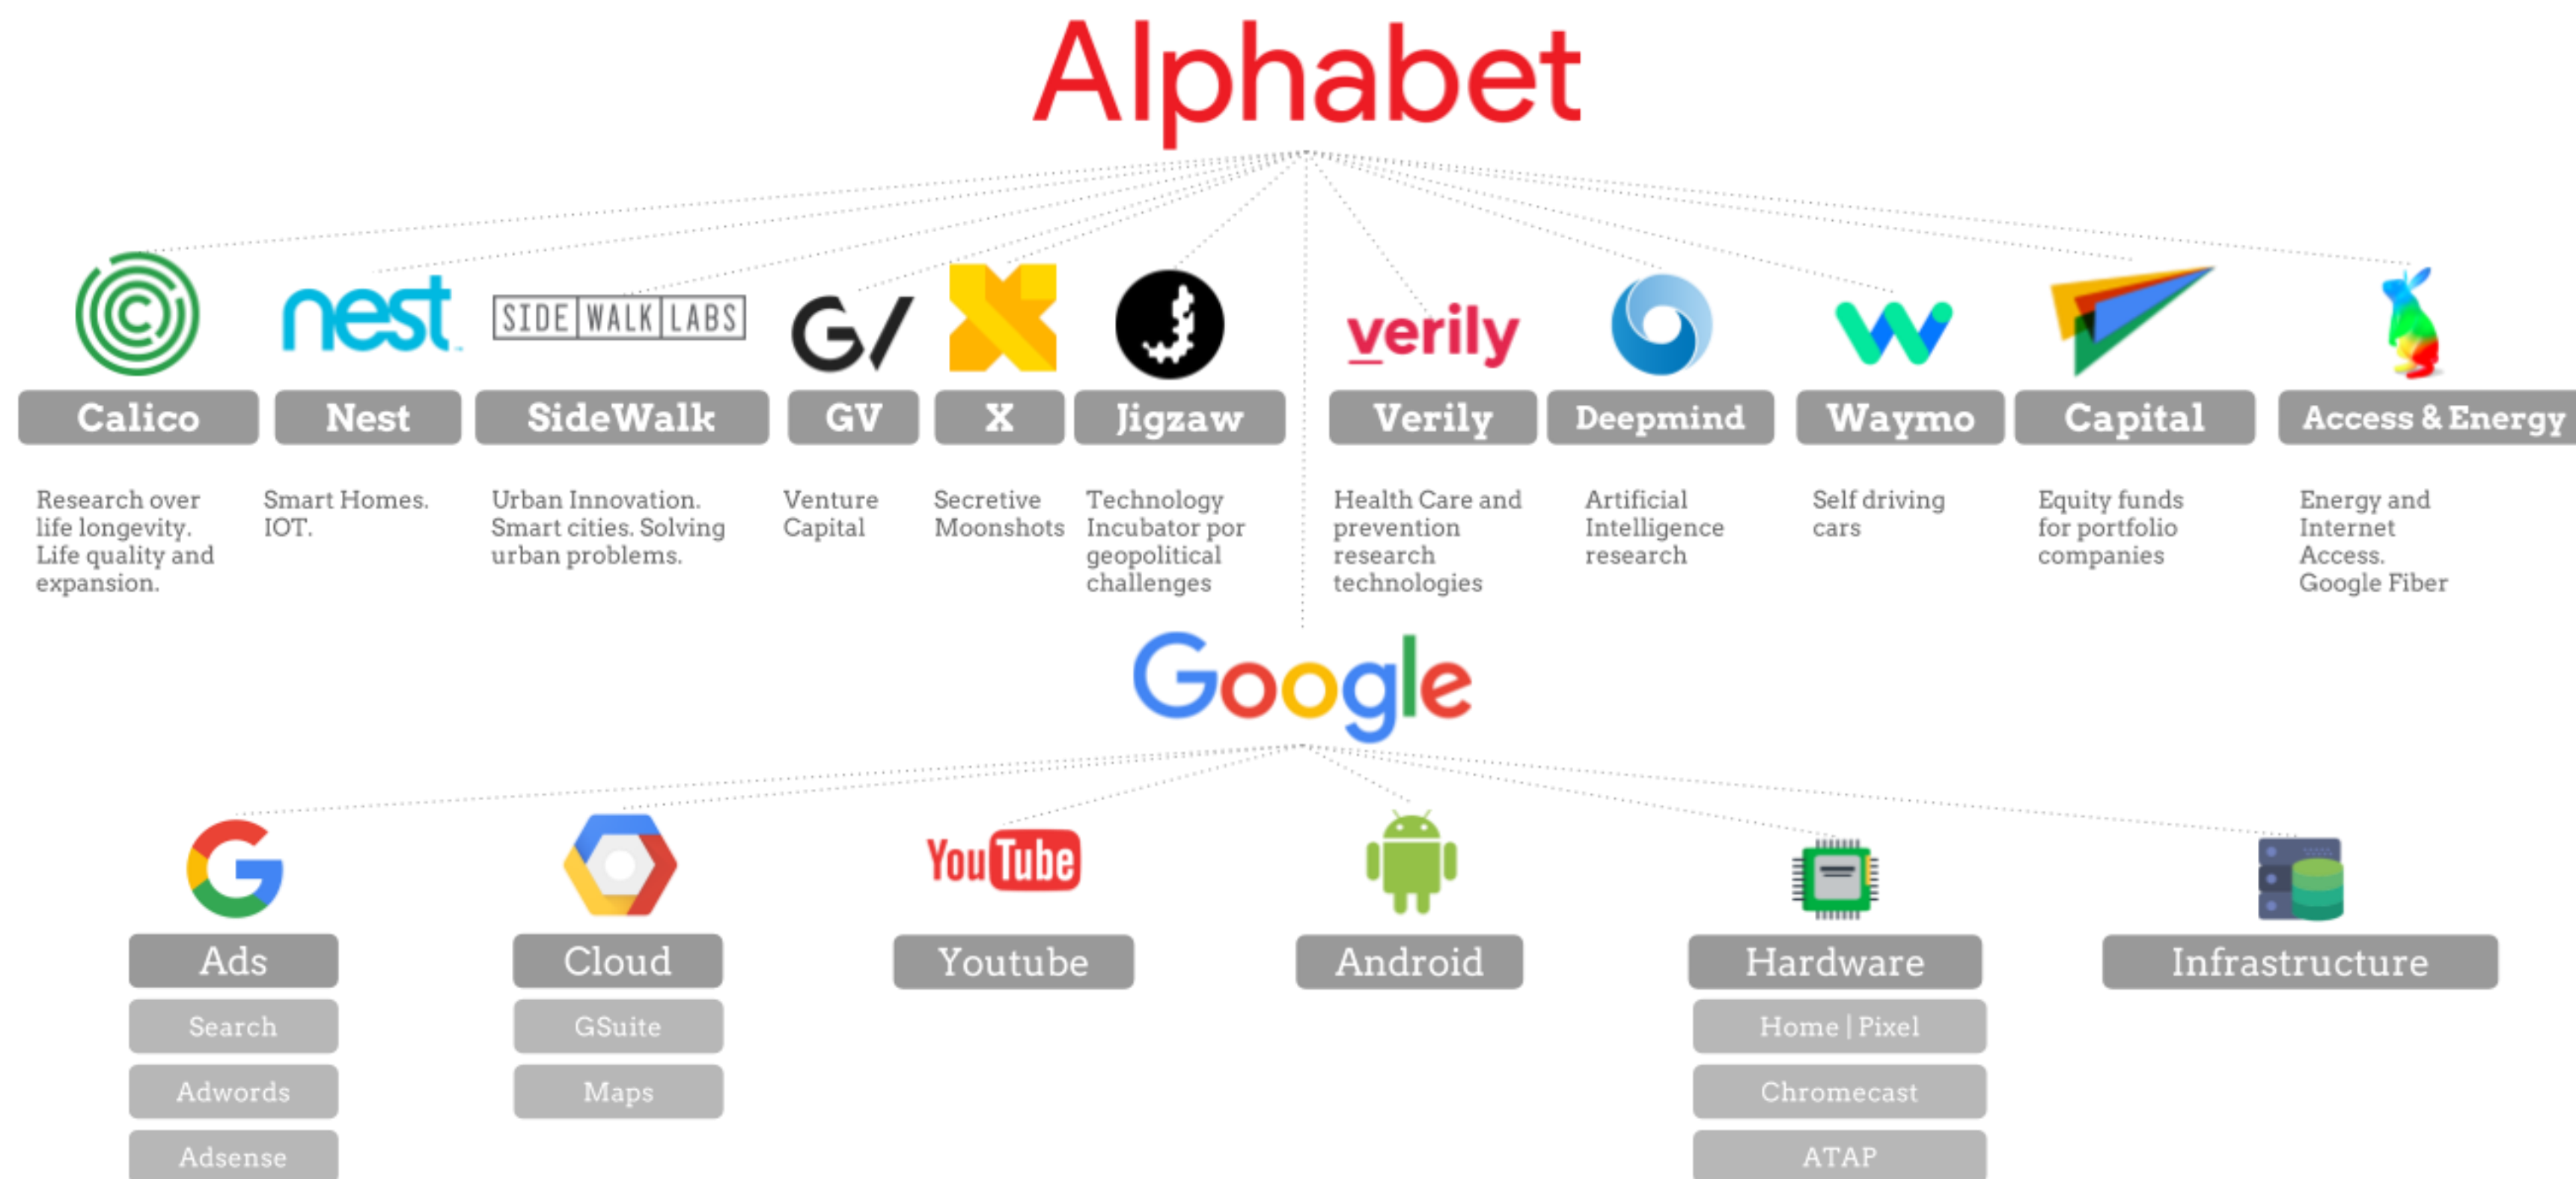 Alphabet
nest
SIDE WALK LABS
G/
verily
Calico
Nest
SideWalk
GV
X
Jigzaw
Verily
Deepmind
Waymo
Capital
Access & Energy
Research over
life longevity.
Life quality and
expansion.
Smart Homes.
IOT.
Urban Innovation.
Smart cities. Solving
urban problems.
Venture
Capital
Secretive
Moonshots
Technology
Incubator por
geopolitical
challenges
Health Care and
prevention
research
technologies
Artificial
Intelligence
research
Self driving
cars
Equity funds
for portfolio
companies
Energy and
Internet
Access.
Google Fiber
Google
G
YouTube
Ads
Search
Adwords
Adsense
Cloud
GSuite
Maps
Youtube
Android
Hardware
Home | Pixel
Chromecast
ATAP
Infrastructure